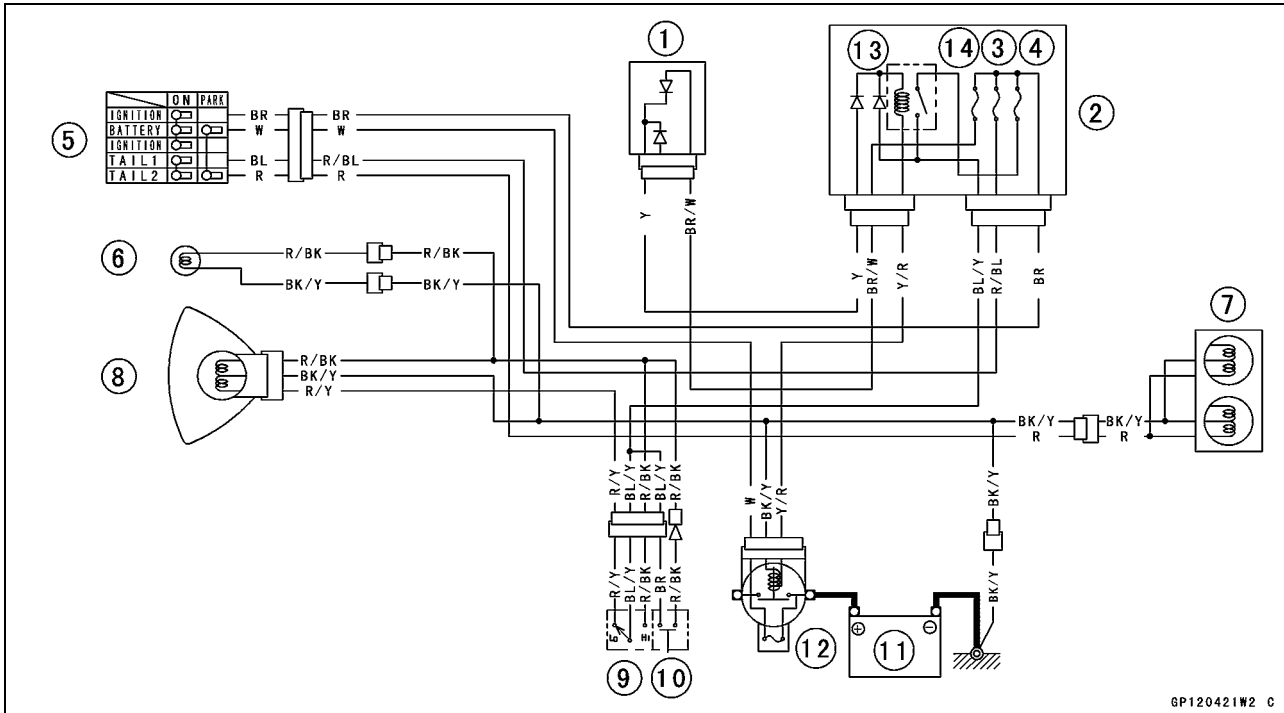 1
13
14
3
4
2
ON PARK
IGNITION
BATTERY
IGNITION
TAIL1
TAIL2
5
BR BR
W W
BL R/BL
R R
Y
BR/W
6
R/BK R/BK
BK/Y BK/Y
Y
BR/W
Y/R
BL/Y
R/BL
BR
7
8
R/BK
BK/Y
R/Y
BK/Y BK/Y
R R
R/Y
BL/Y
R/BK
BL/Y
R/BK
W
BK/Y
Y/R
BK/Y
R/Y
BL/Y
R/BK
BR
R/BK
BK/Y
Lo
Hi
9
10
12
11
⊕
⊖
GP120421W2 C